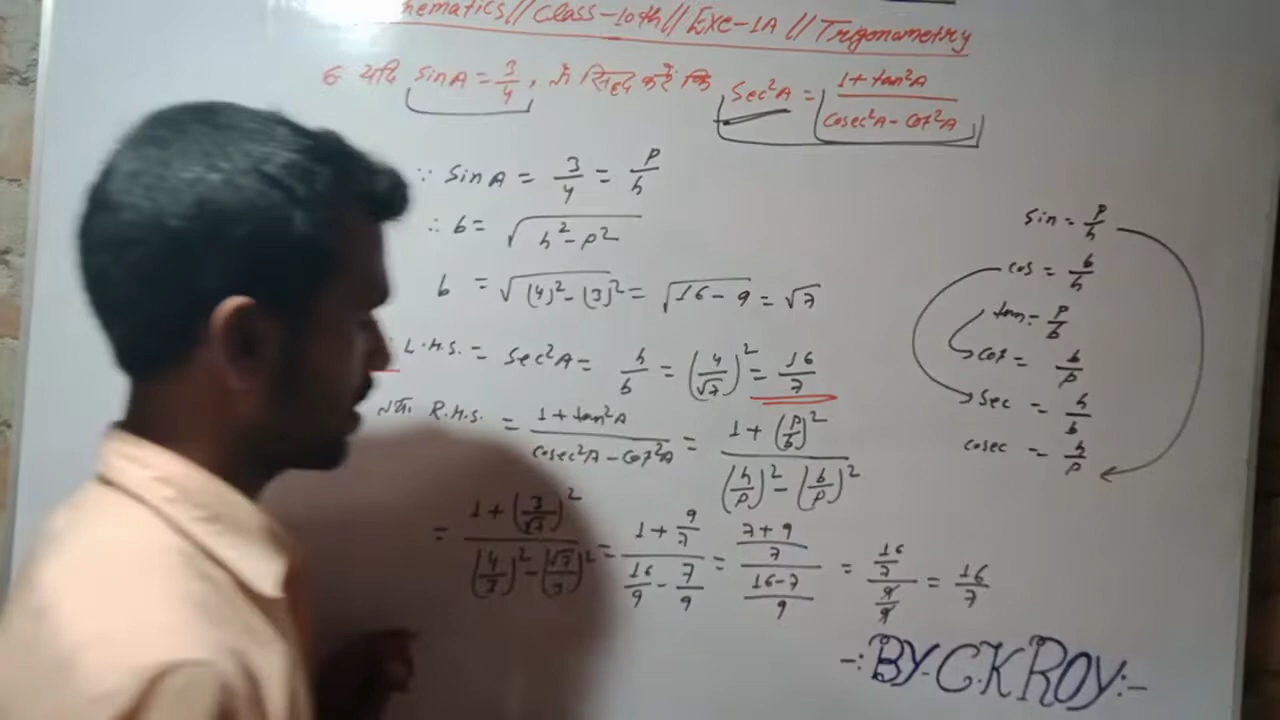 hematics//Class-10th//Exe-1A//Trigonometry
6 यदि sinA = 3/4, तो सिद्ध करें कि Sec²A = (1+tan²A)/(cosec²A-cot²A)
∵ sinA = 3/4 = p/h
∴ b = √(h²-p²)
b = √((4)²-(3)²) = √(16-9) = √7
L.H.S. = sec²A = h/b = (4/√7)² = 16/7
R.H.S. = (1+tan²A)/(cosec²A-cot²A) = (1+(p/b)²)/((h/p)²-(b/p)²)
= (1+(3/√7)²)/((4/3)²-(√7/3)²) = (1+9/7)/(16/9-7/9) = ((7+9)/7)/((16-7)/9) = (16/7)/(9/9) = 16/7
sin = p/h
cos = b/h
tan = p/b
cot = b/p
sec = h/b
cosec = h/p
-: BY C.K ROY:-